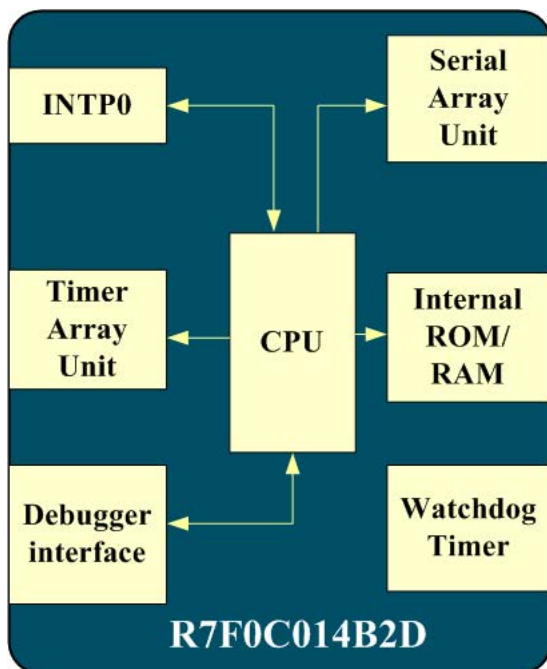 INTP0
Serial
Array
Unit
Timer
Array
Unit
CPU
Internal
ROM/
RAM
Debugger
interface
Watchdog
Timer
R7F0C014B2D